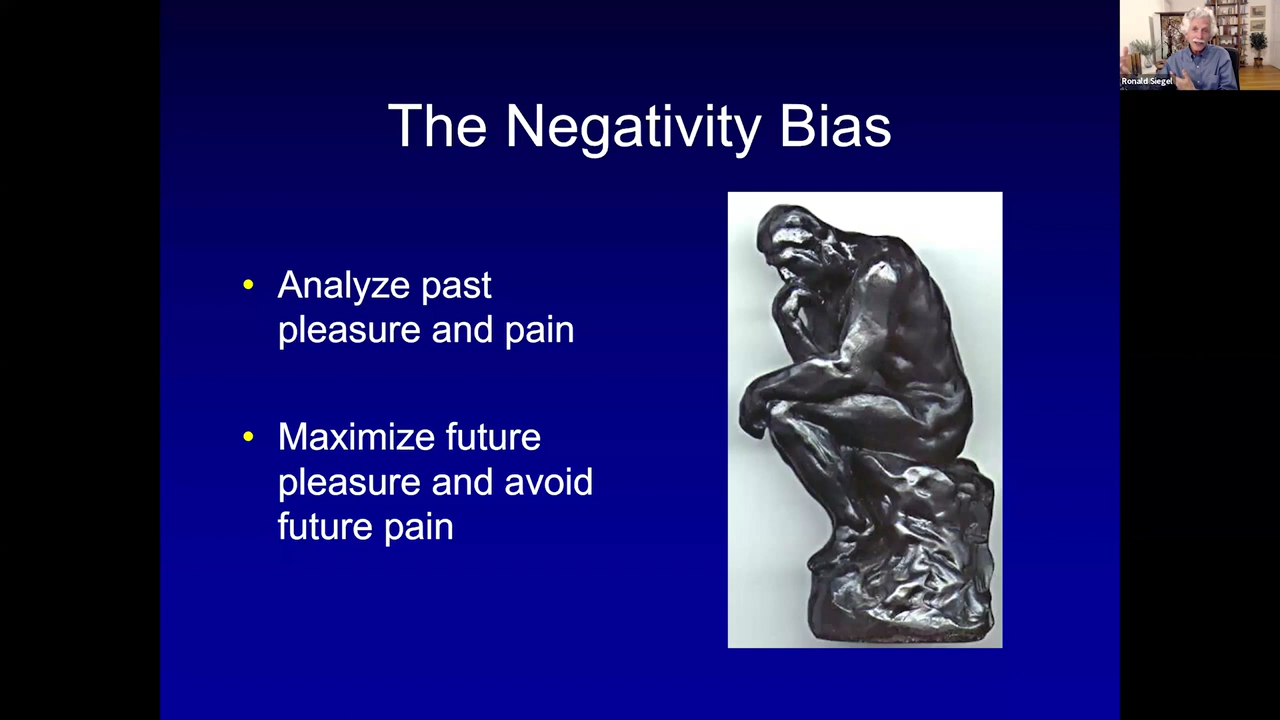 The Negativity Bias
• Analyze past
pleasure and pain
• Maximize future
pleasure and avoid
future pain
Ronald Siegel